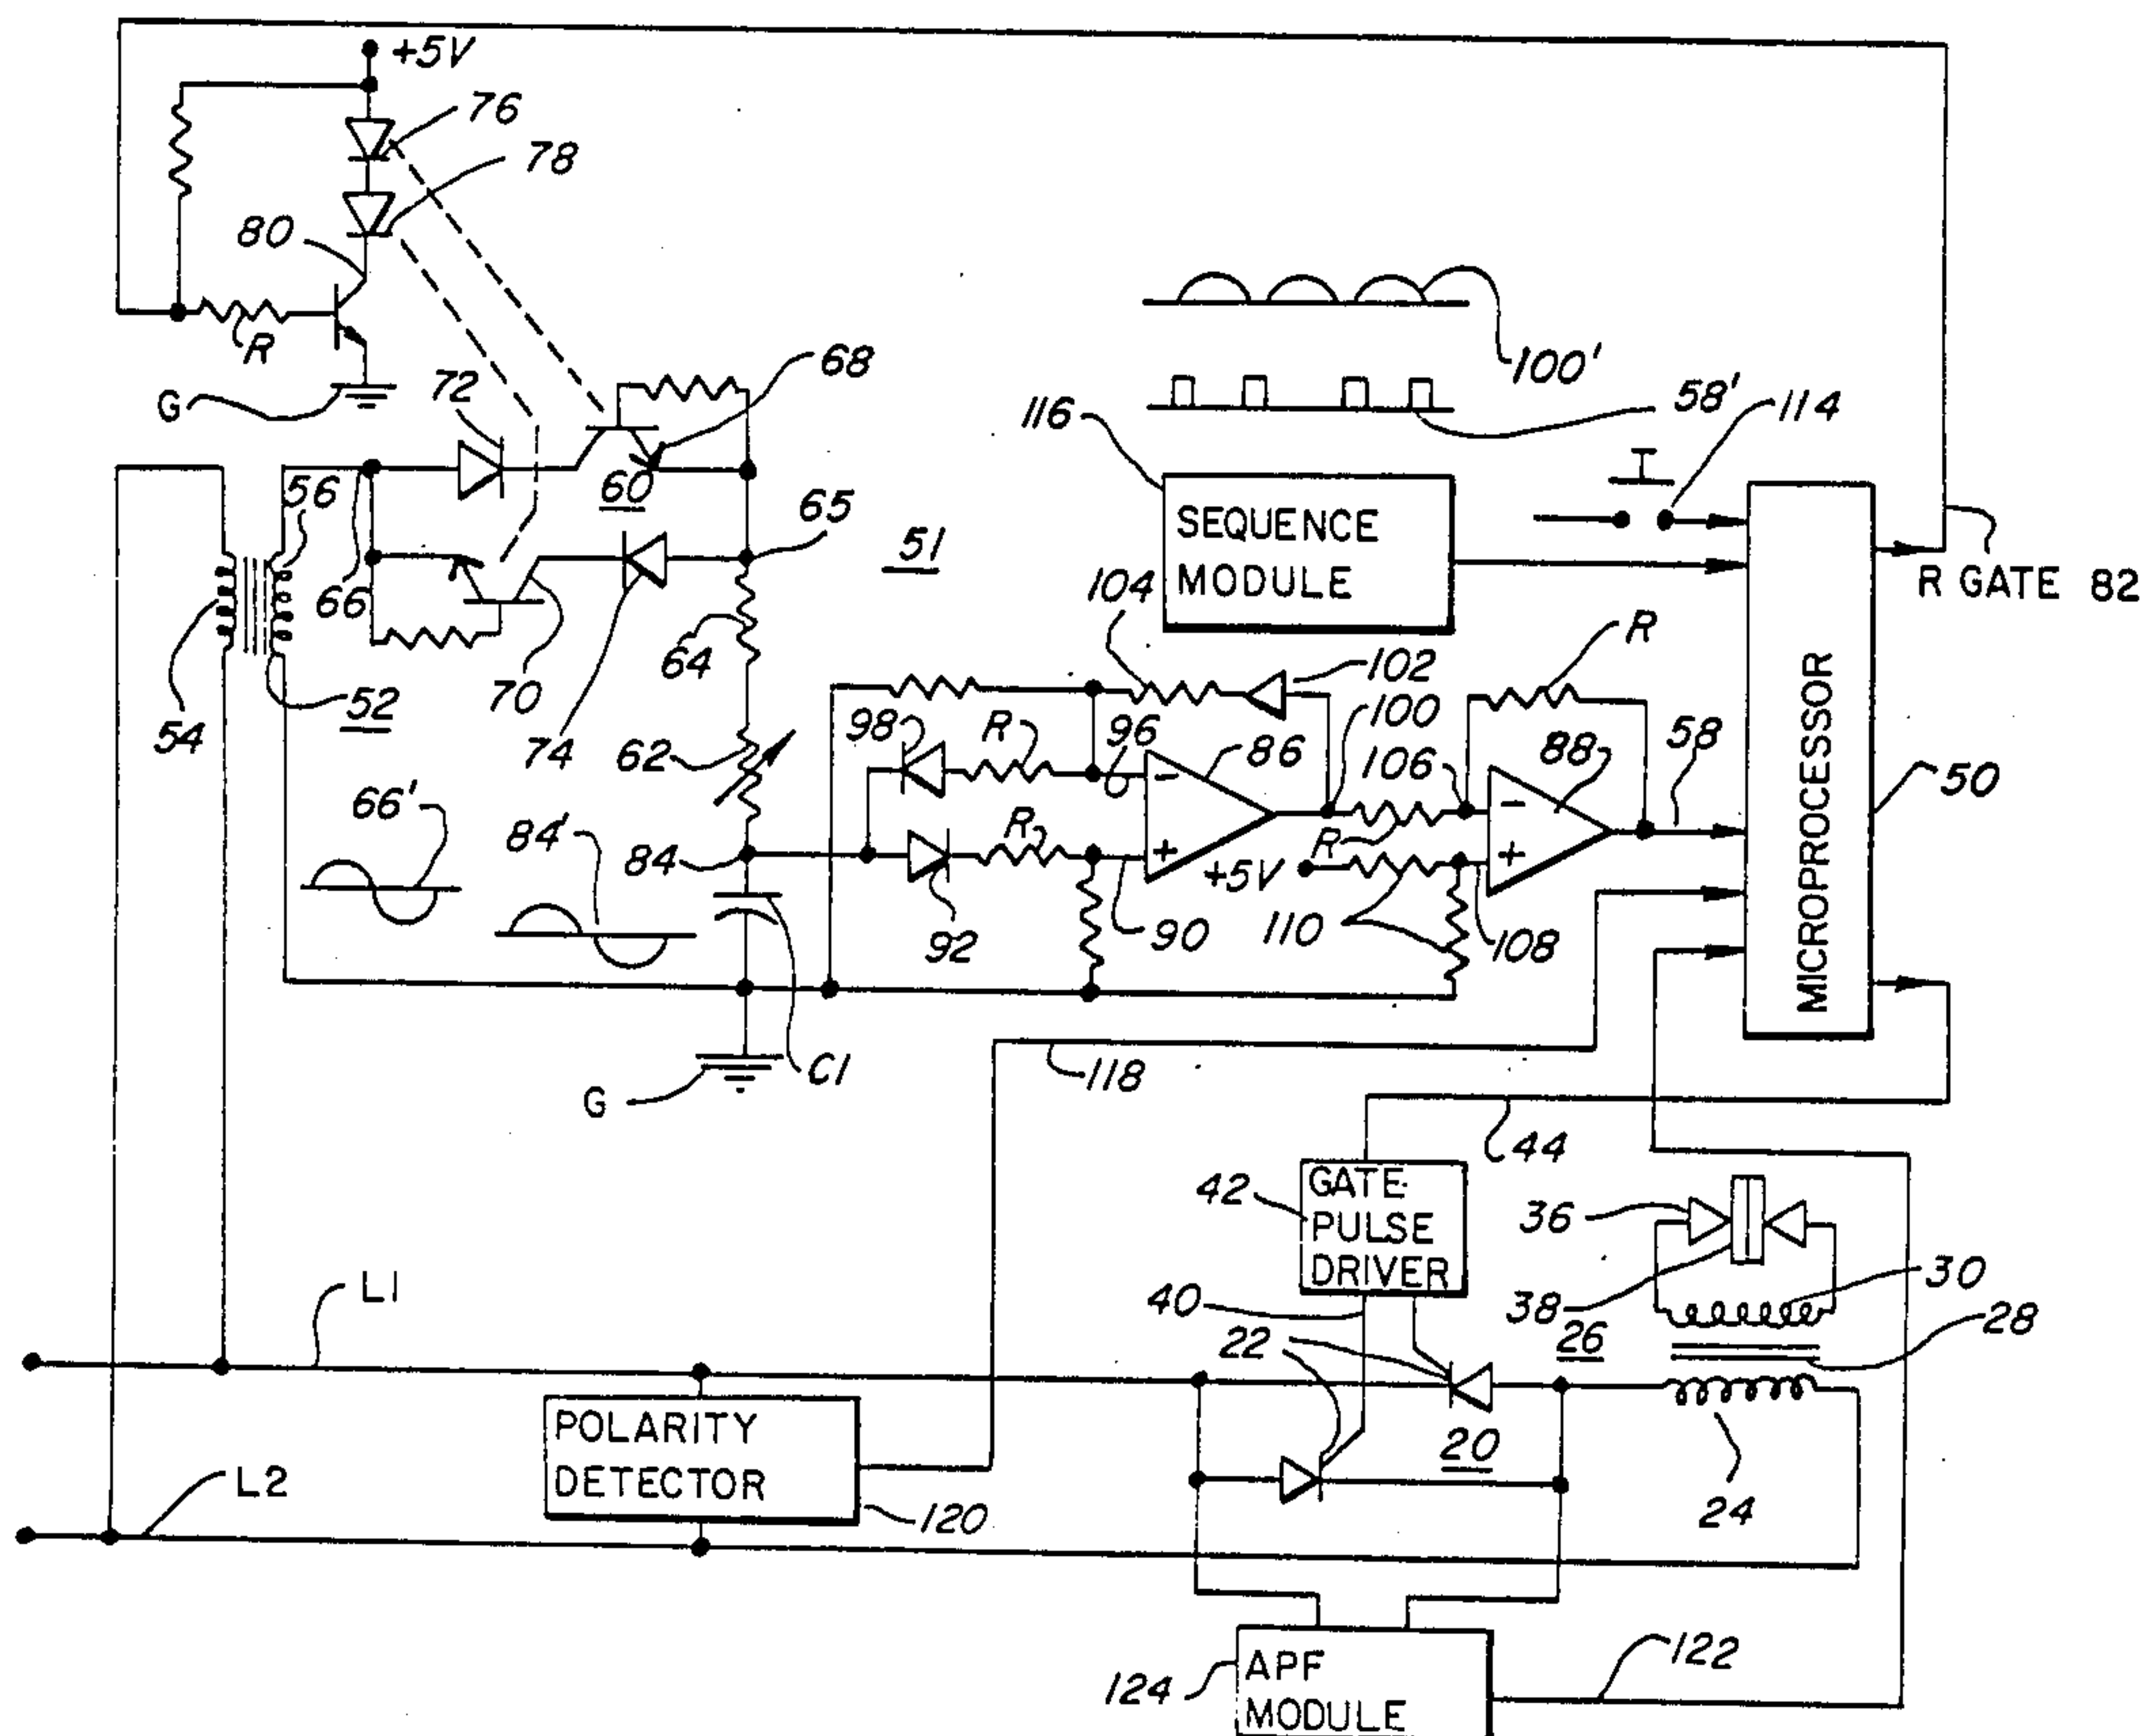 +5V
76
78
80
R
G
72
68
100'
58'
114
116
60
56
65
51
SEQUENCE
MODULE
R GATE 82
66
104
R
64
102
54
52
70
74
98
R
96
100
86
58
62
106
88
50
MICROPROCESSOR
66'
84'
84
R
R
+5V
92
90
110
108
C1
G
118
44
42
GATE
PULSE
DRIVER
36
38
30
40
22
26
28
L1
POLARITY
DETECTOR
20
24
L2
120
122
124
APF
MODULE